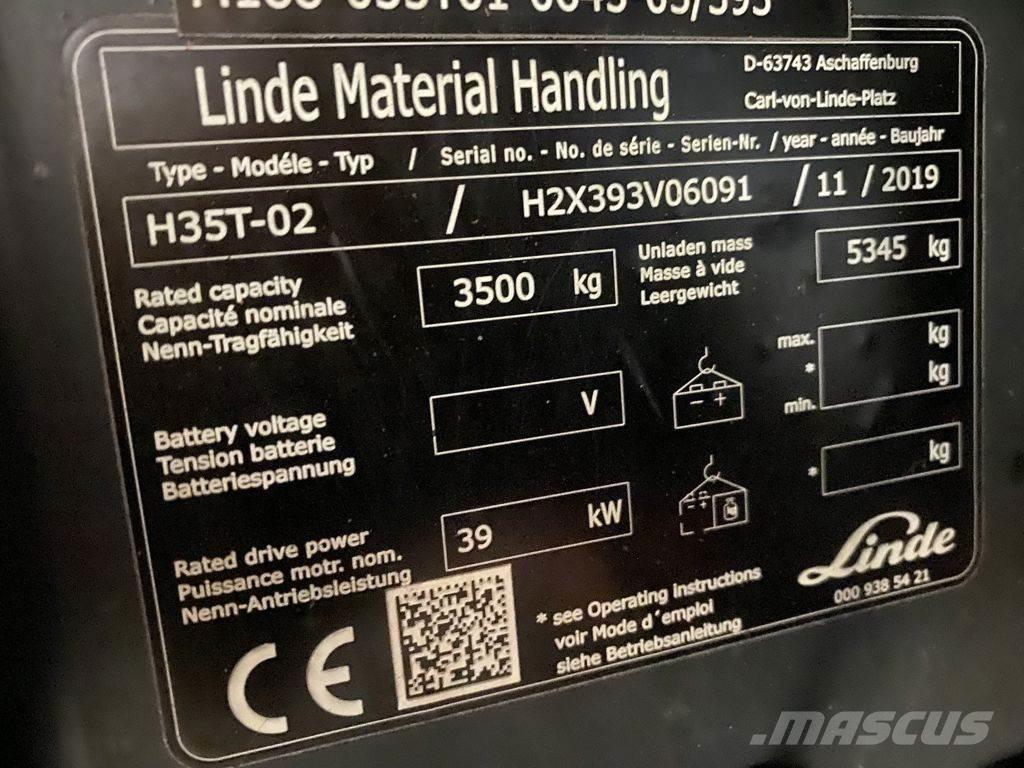 Linde Material Handling
D-63743 Aschaffenburg
Carl-von-Linde-Platz
Type - Modéle - Typ / Serial no. - No. de série - Serien-Nr. / year - année - Baujahr
H35T-02 / H2X393V06091 / 11 / 2019
Rated capacity
Capacité nominale
Nenn-Tragfähigkeit
3500 kg
Unladen mass
Masse à vide
Leergewicht
5345 kg
Battery voltage
Tension batterie
Batteriespannung
V
- +
max. kg
* kg
min.
Rated drive power
Puissance motr. nom.
Nenn-Antriebsleistung
39 kW
- +
kg
* kg
CE
* see Operating instructions
voir Mode d'emploi
siehe Betriebsanleitung
Linde
000 938 54 21
MASCUS